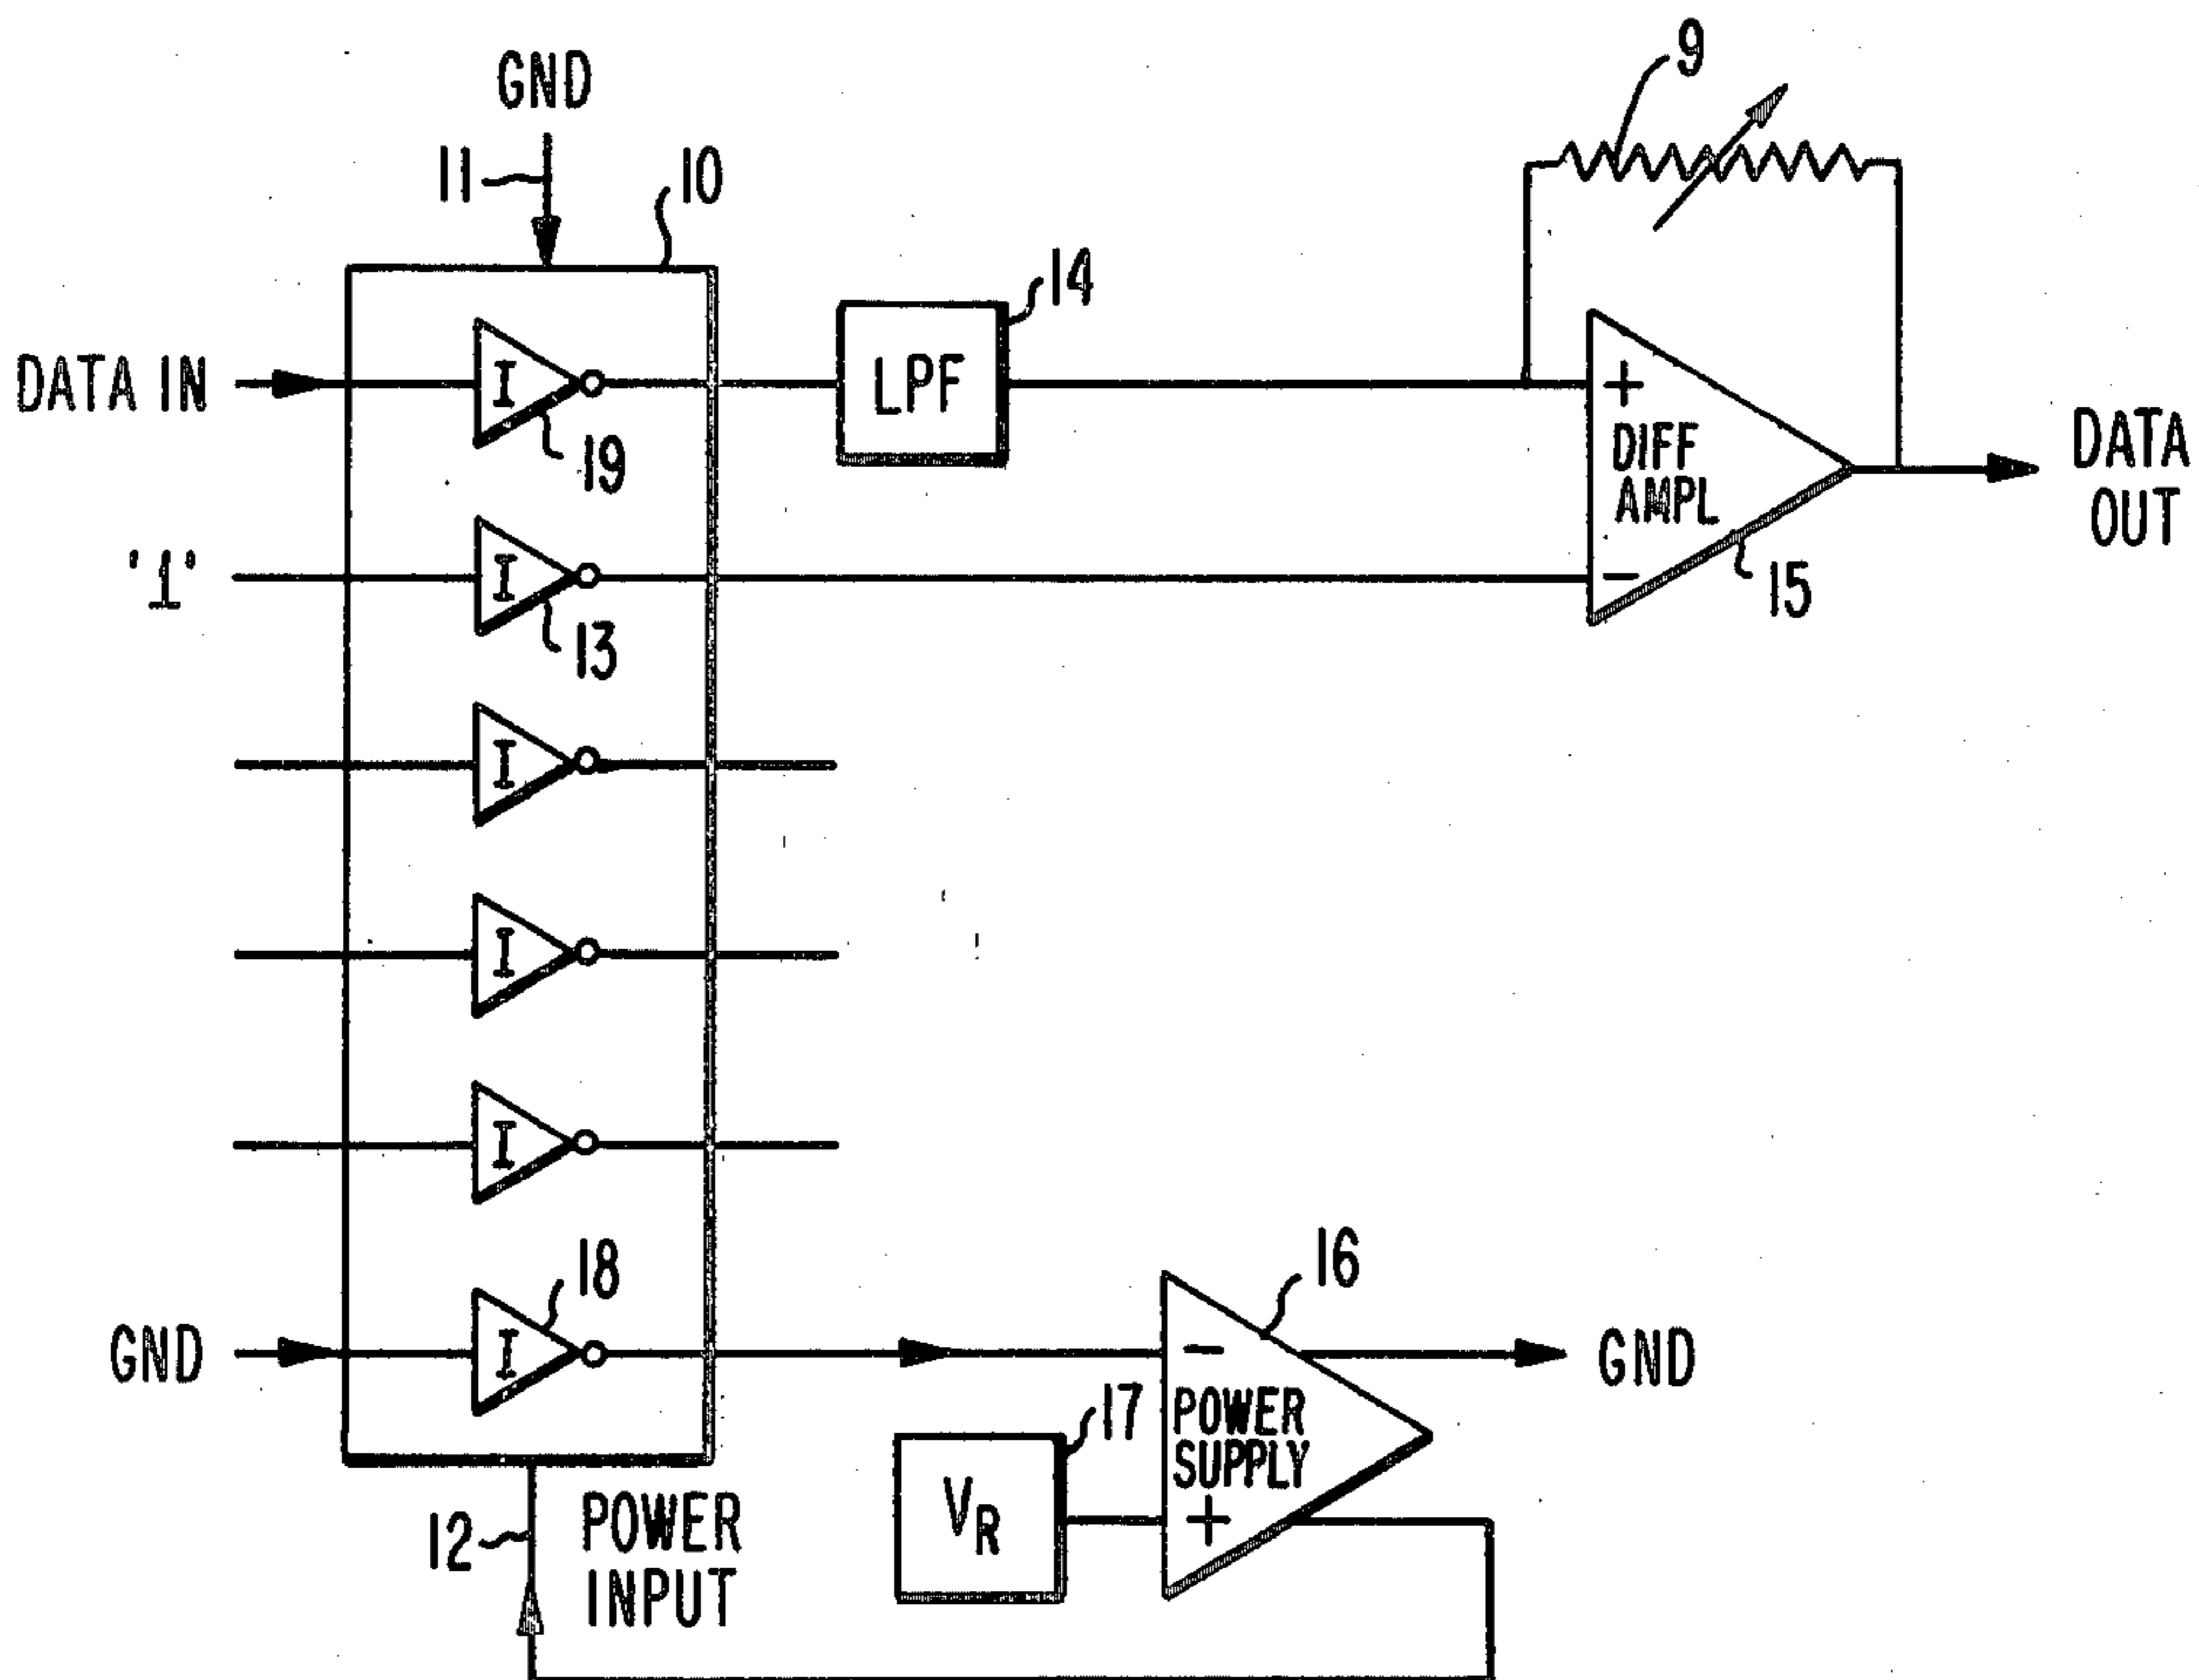 GND
9
11
10
14
DATA IN
I
LPF
+
DIFF
AMPL
DATA
OUT
19
'1'
I
-
15
13
I
I
I
18
16
GND
I
-
GND
17
POWER
SUPPLY
VR
+
12
POWER
INPUT